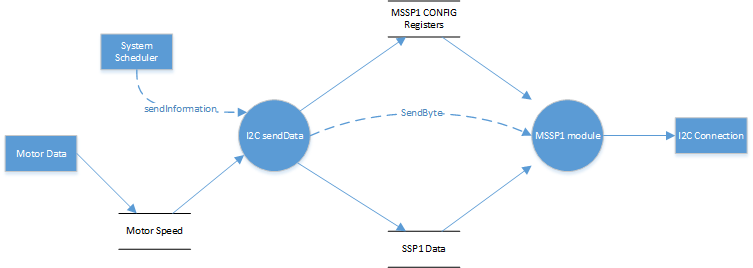 MSSP1 CONFIG
Registers
System
Scheduler
sendInformation
SendByte
I2C sendData
MSSP1 module
I2C Connection
Motor Data
Motor Speed
SSP1 Data